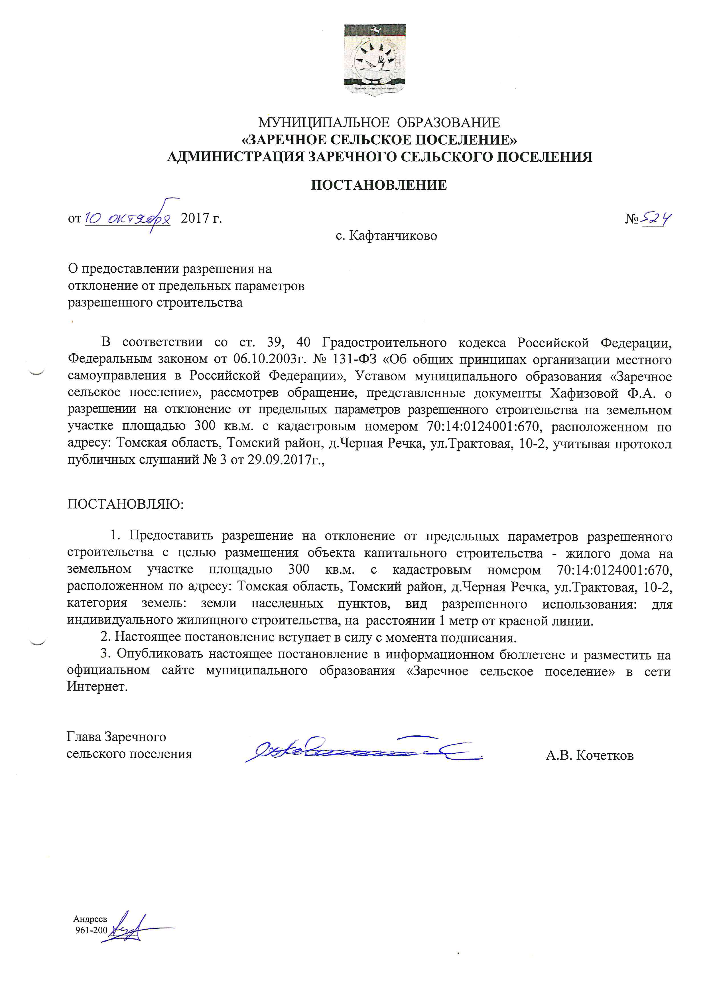 Заречное сельское поселение
МУНИЦИПАЛЬНОЕ ОБРАЗОВАНИЕ
«ЗАРЕЧНОЕ СЕЛЬСКОЕ ПОСЕЛЕНИЕ»
АДМИНИСТРАЦИЯ ЗАРЕЧНОГО СЕЛЬСКОГО ПОСЕЛЕНИЯ
ПОСТАНОВЛЕНИЕ
от 10 октября 2017 г. № 524
с. Кафтанчиково
О предоставлении разрешения на
отклонение от предельных параметров
разрешенного строительства
В соответствии со ст. 39, 40 Градостроительного кодекса Российской Федерации,
Федеральным законом от 06.10.2003г. № 131-ФЗ «Об общих принципах организации местного
самоуправления в Российской Федерации», Уставом муниципального образования «Заречное
сельское поселение», рассмотрев обращение, представленные документы Хафизовой Ф.А. о
разрешении на отклонение от предельных параметров разрешенного строительства на земельном
участке площадью 300 кв.м. с кадастровым номером 70:14:0124001:670, расположенном по
адресу: Томская область, Томский район, д.Черная Речка, ул.Трактовая, 10-2, учитывая протокол
публичных слушаний № 3 от 29.09.2017г.,
ПОСТАНОВЛЯЮ:
1. Предоставить разрешение на отклонение от предельных параметров разрешенного
строительства с целью размещения объекта капитального строительства - жилого дома на
земельном участке площадью 300 кв.м. с кадастровым номером 70:14:0124001:670,
расположенном по адресу: Томская область, Томский район, д.Черная Речка, ул.Трактовая, 10-2,
категория земель: земли населенных пунктов, вид разрешенного использования: для
индивидуального жилищного строительства, на расстоянии 1 метр от красной линии.
2. Настоящее постановление вступает в силу с момента подписания.
3. Опубликовать настоящее постановление в информационном бюллетене и разместить на
официальном сайте муниципального образования «Заречное сельское поселение» в сети
Интернет.
Глава Заречного
сельского поселения А.В. Кочетков
Андреев
961-200